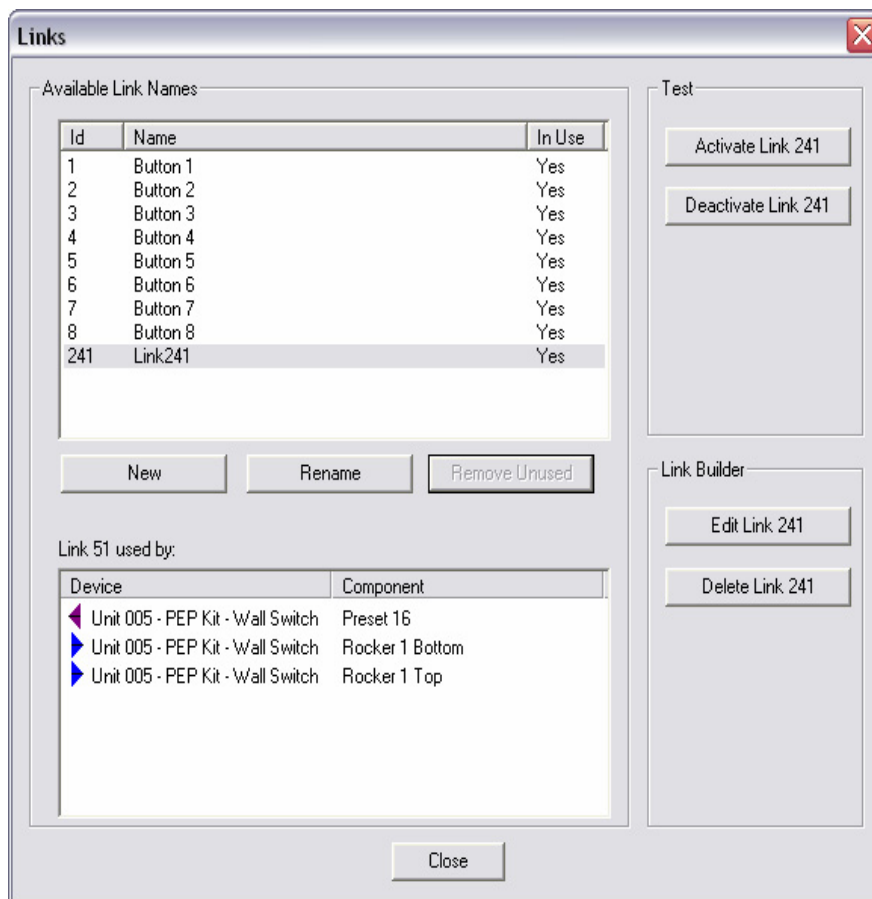 Links
Available Link Names
Id Name In Use
1 Button 1 Yes
2 Button 2 Yes
3 Button 3 Yes
4 Button 4 Yes
5 Button 5 Yes
6 Button 6 Yes
7 Button 7 Yes
8 Button 8 Yes
241 Link241 Yes
New Rename Remove Unused
Link 51 used by:
Device Component
Unit 005 - PEP Kit - Wall Switch Preset 16
Unit 005 - PEP Kit - Wall Switch Rocker 1 Bottom
Unit 005 - PEP Kit - Wall Switch Rocker 1 Top
Test
Activate Link 241
Deactivate Link 241
Link Builder
Edit Link 241
Delete Link 241
Close